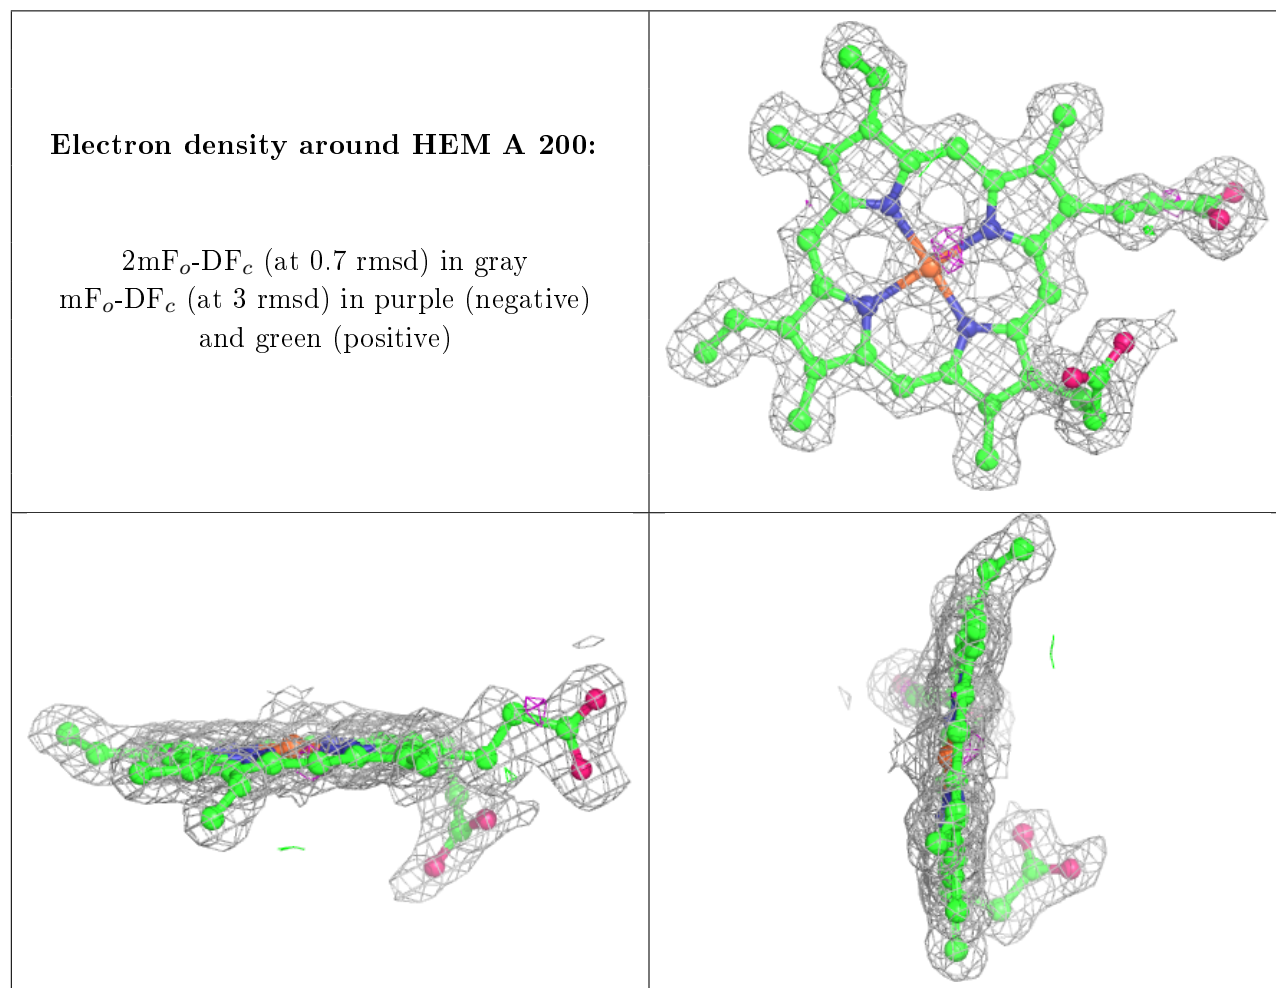 Electron density around HEM A 200:
2mFo-DFc (at 0.7 rmsd) in gray
mFo-DFc (at 3 rmsd) in purple (negative)
and green (positive)